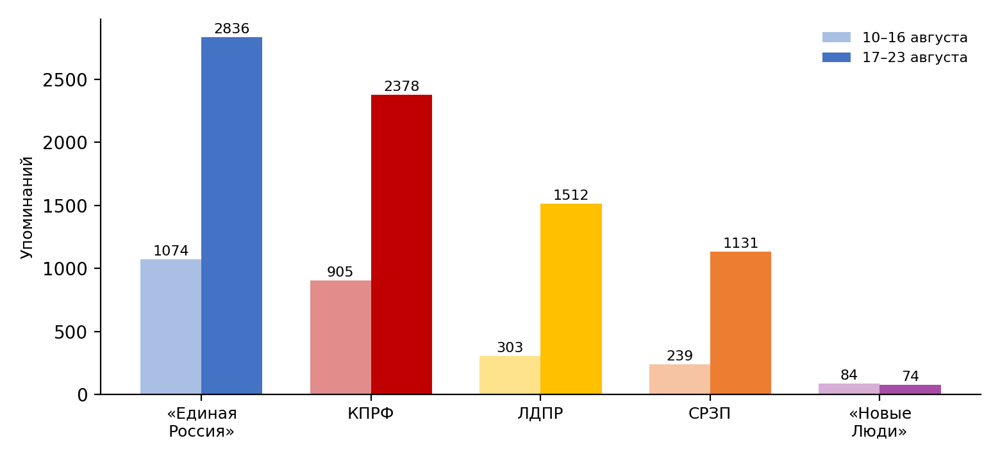 10–16 августа
17–23 августа
Упоминаний
2500
2000
1500
1000
500
0
1074
2836
905
2378
303
1512
239
1131
84
74
«Единая
Россия»
КПРФ
ЛДПР
СРЗП
«Новые
Люди»